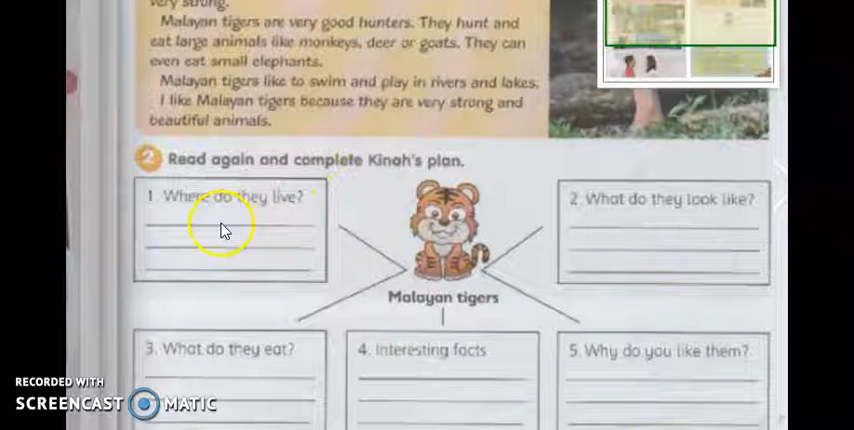 very strong.
Malayan tigers are very good hunters. They hunt and
eat large animals like monkeys, deer or goats. They can
even eat small elephants.
Malayan tigers like to swim and play in rivers and lakes.
I like Malayan tigers because they are very strong and
beautiful animals.
2 Read again and complete Kinah's plan.
1. Where do they live?
2. What do they look like?
Malayan tigers
3. What do they eat?
4. Interesting facts
5. Why do you like them?
RECORDED WITH
SCREENCAST MATIC